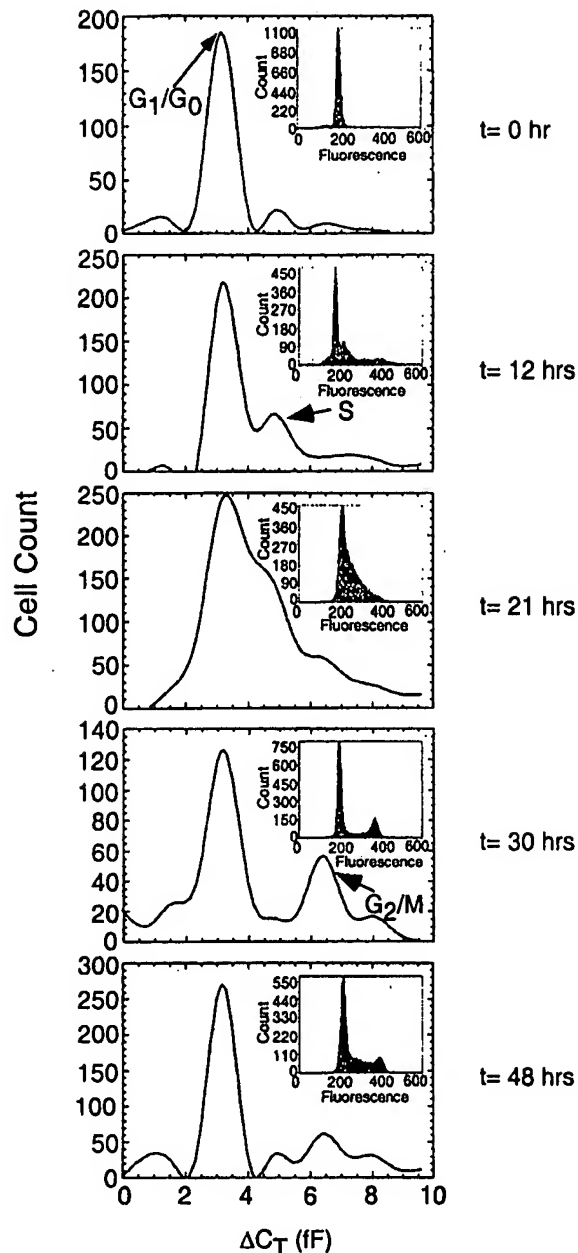 200
150
100
50
0
G1/G0
Count
1100
880
660
440
220
0
0 200 400 600
Fluorescence
t= 0 hr
250
200
150
100
50
0
S
Count
450
360
270
180
90
0
0 200 400 600
Fluorescence
t= 12 hrs
Cell Count
250
200
150
100
50
0
Count
450
360
270
180
90
0
0 200 400 600
Fluorescence
t= 21 hrs
140
120
100
80
60
40
20
0
G2/M
Count
750
600
450
300
150
0
0 200 400 600
Fluorescence
t= 30 hrs
300
250
200
150
100
50
0
Count
550
440
330
220
110
0
0 200 400 600
Fluorescence
t= 48 hrs
0 2 4 6 8 10
ΔCT (fF)